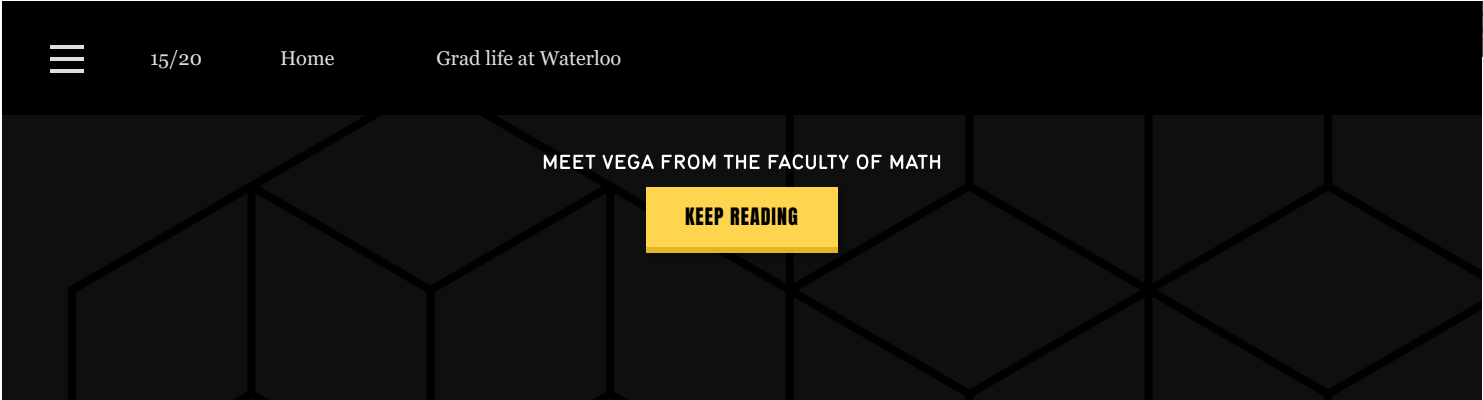 15/20 Home Grad life at Waterloo
MEET VEGA FROM THE FACULTY OF MATH
KEEP READING